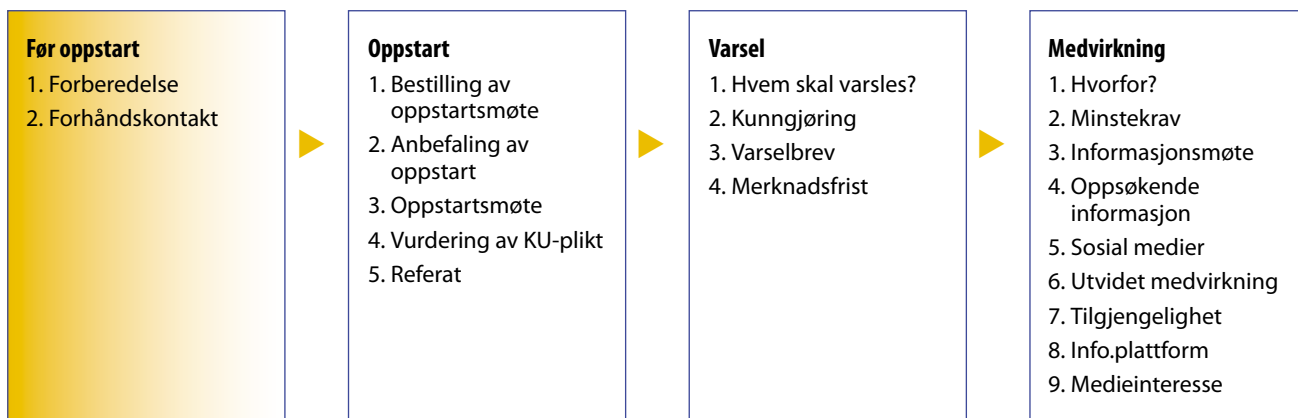 Før oppstart
1. Forberedelse
2. Forhåndskontakt
Oppstart
1. Bestilling av
oppstartsmøte
2. Anbefaling av
oppstart
3. Oppstartsmøte
4. Vurdering av KU-plikt
5. Referat
Varsel
1. Hvem skal varsles?
2. Kunngjøring
3. Varselbrev
4. Merknadsfrist
Medvirkning
1. Hvorfor?
2. Minstekrav
3. Informasjonsmøte
4. Oppsøkende
informasjon
5. Sosial medier
6. Utvidet medvirkning
7. Tilgjengelighet
8. Info.plattform
9. Medieinteresse